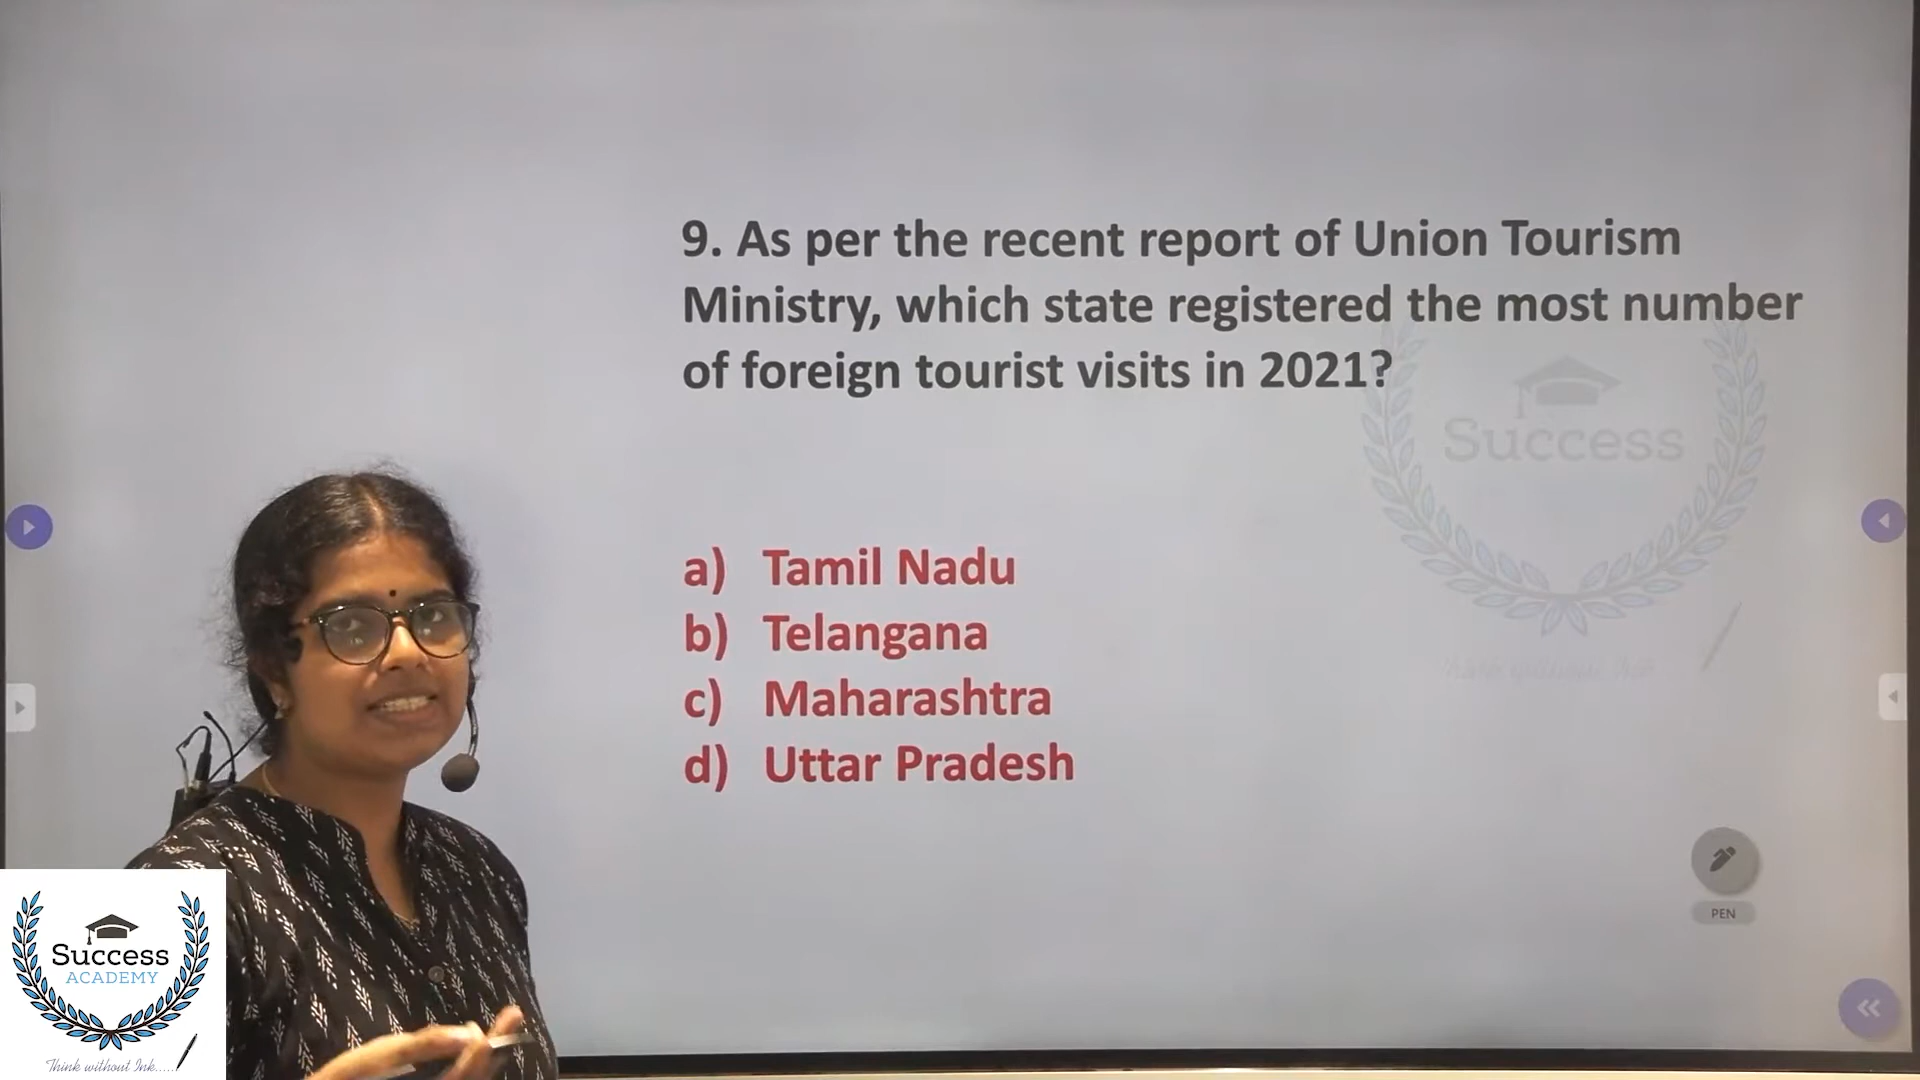 9. As per the recent report of Union Tourism
Ministry, which state registered the most number
of foreign tourist visits in 2021?
Success
a) Tamil Nadu
b) Telangana
c) Maharashtra
d) Uttar Pradesh
PEN
Success
ACADEMY
Think without Ink.....